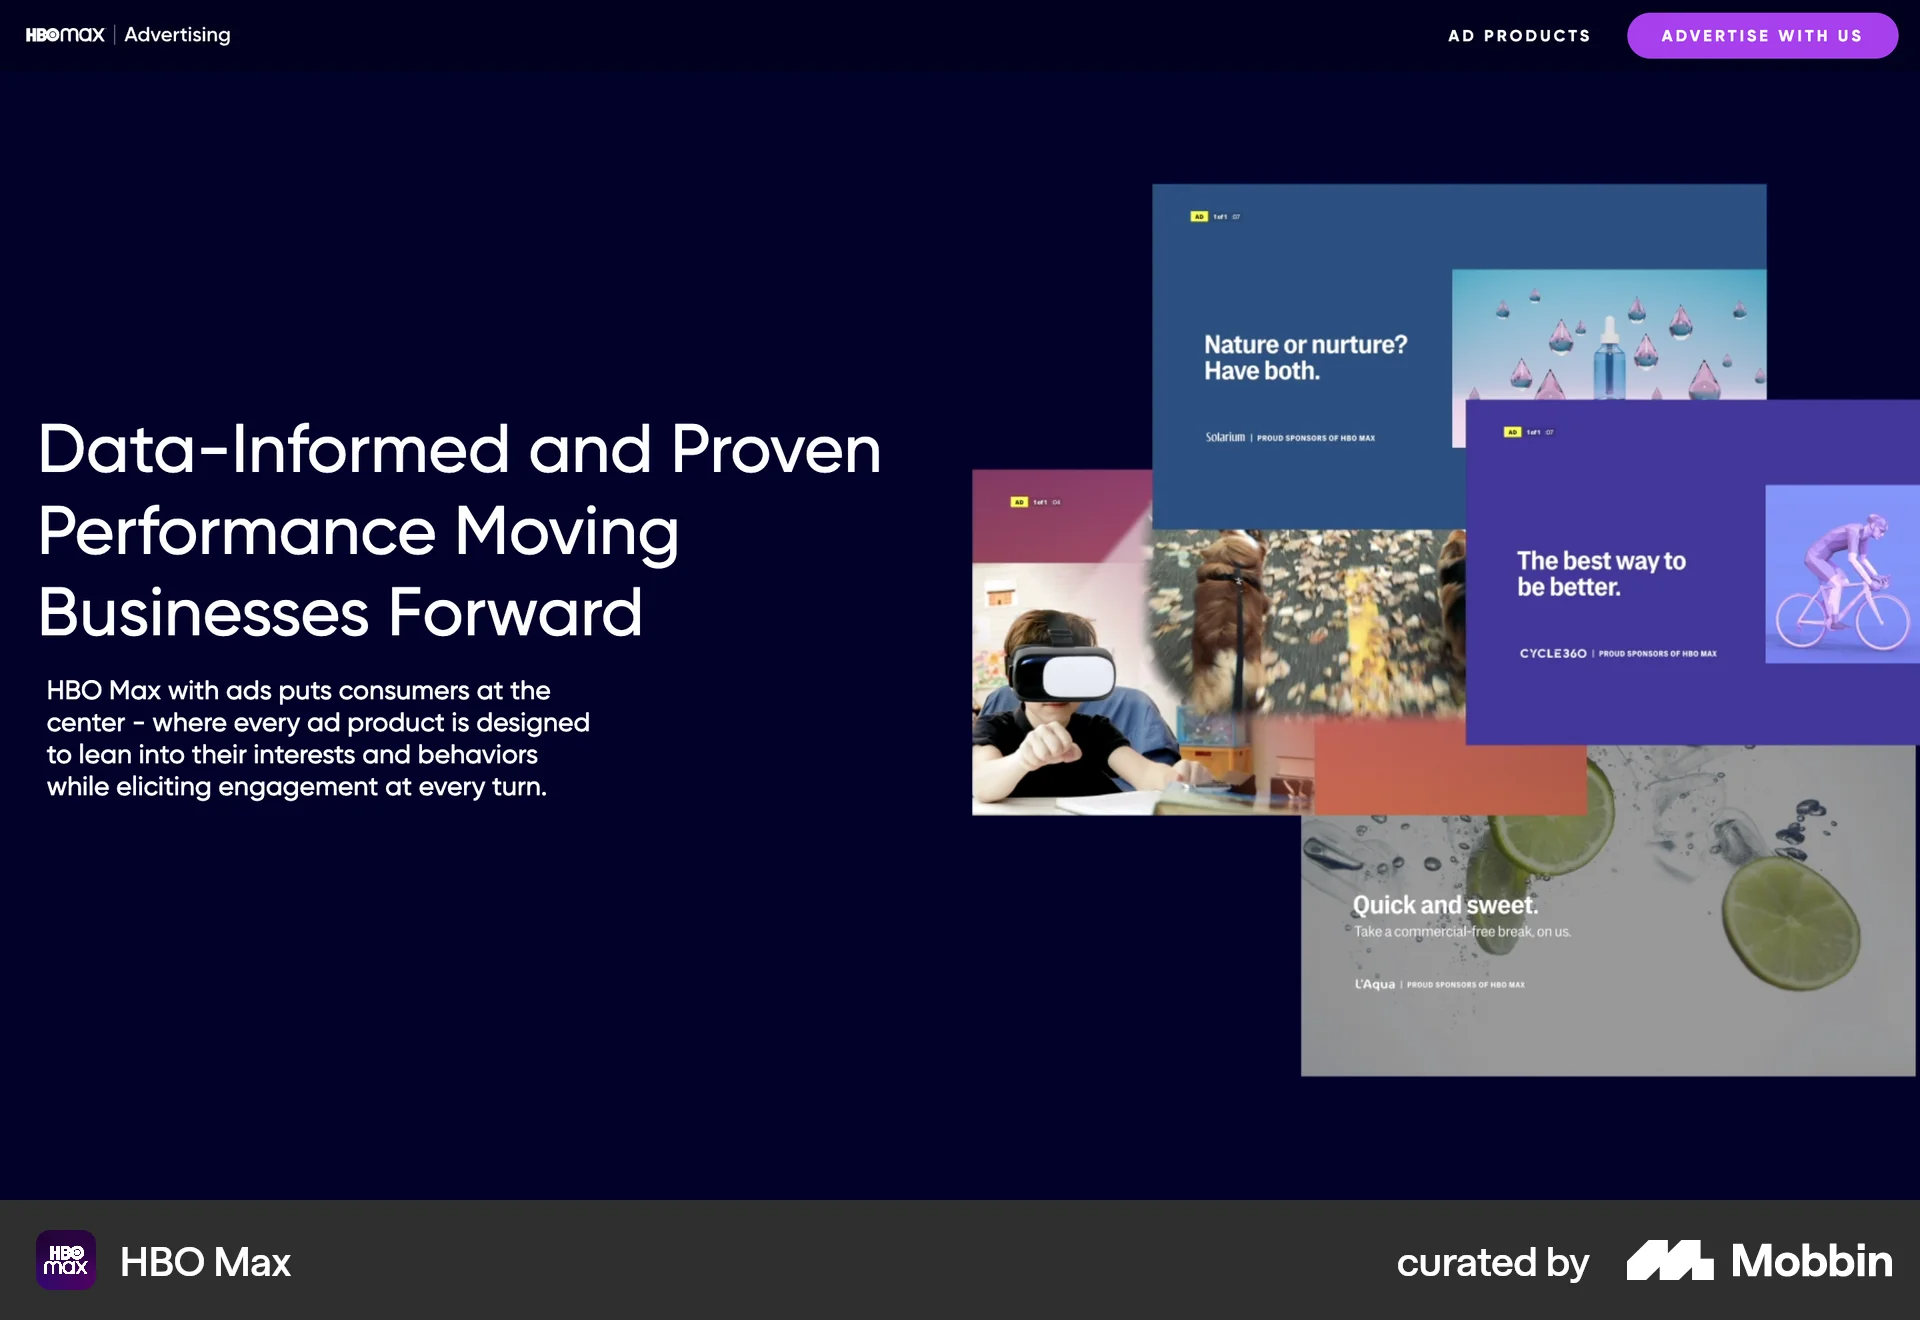 HBOmax | Advertising
AD PRODUCTS
ADVERTISE WITH US
Data-Informed and Proven
Performance Moving
Businesses Forward
HBO Max with ads puts consumers at the
center - where every ad product is designed
to lean into their interests and behaviors
while eliciting engagement at every turn.
AD 1 of 1 :07
Nature or nurture?
Have both.
Solarium | PROUD SPONSORS OF HBO MAX
AD 1 of 1 :07
The best way to
be better.
CYCLE360 | PROUD SPONSORS OF HBO MAX
AD 1 of 1 :04
Quick and sweet.
Take a commercial-free break, on us.
L'Aqua | PROUD SPONSORS OF HBO MAX
HBO max
HBO Max
curated by Mobbin